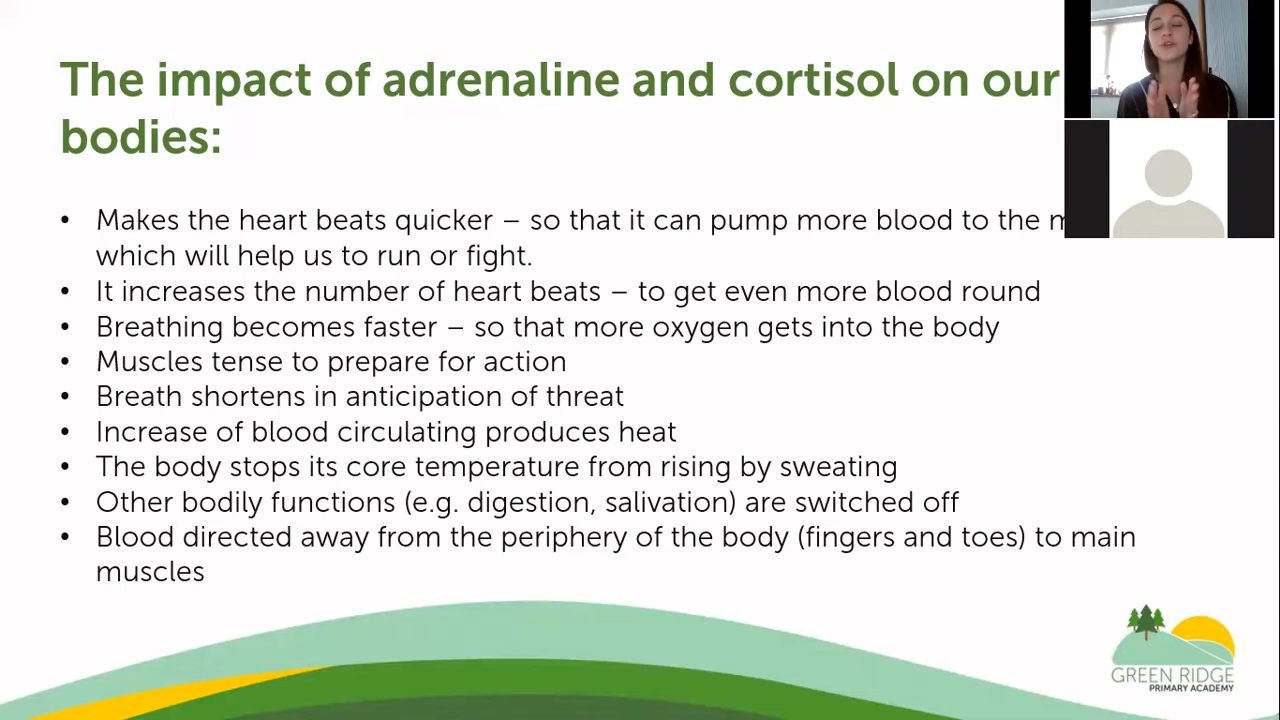 The impact of adrenaline and cortisol on our
bodies:
• Makes the heart beats quicker – so that it can pump more blood to the
which will help us to run or fight.
• It increases the number of heart beats – to get even more blood round
• Breathing becomes faster – so that more oxygen gets into the body
• Muscles tense to prepare for action
• Breath shortens in anticipation of threat
• Increase of blood circulating produces heat
• The body stops its core temperature from rising by sweating
• Other bodily functions (e.g. digestion, salivation) are switched off
• Blood directed away from the periphery of the body (fingers and toes) to main
muscles
GREEN RIDGE
PRIMARY ACADEMY